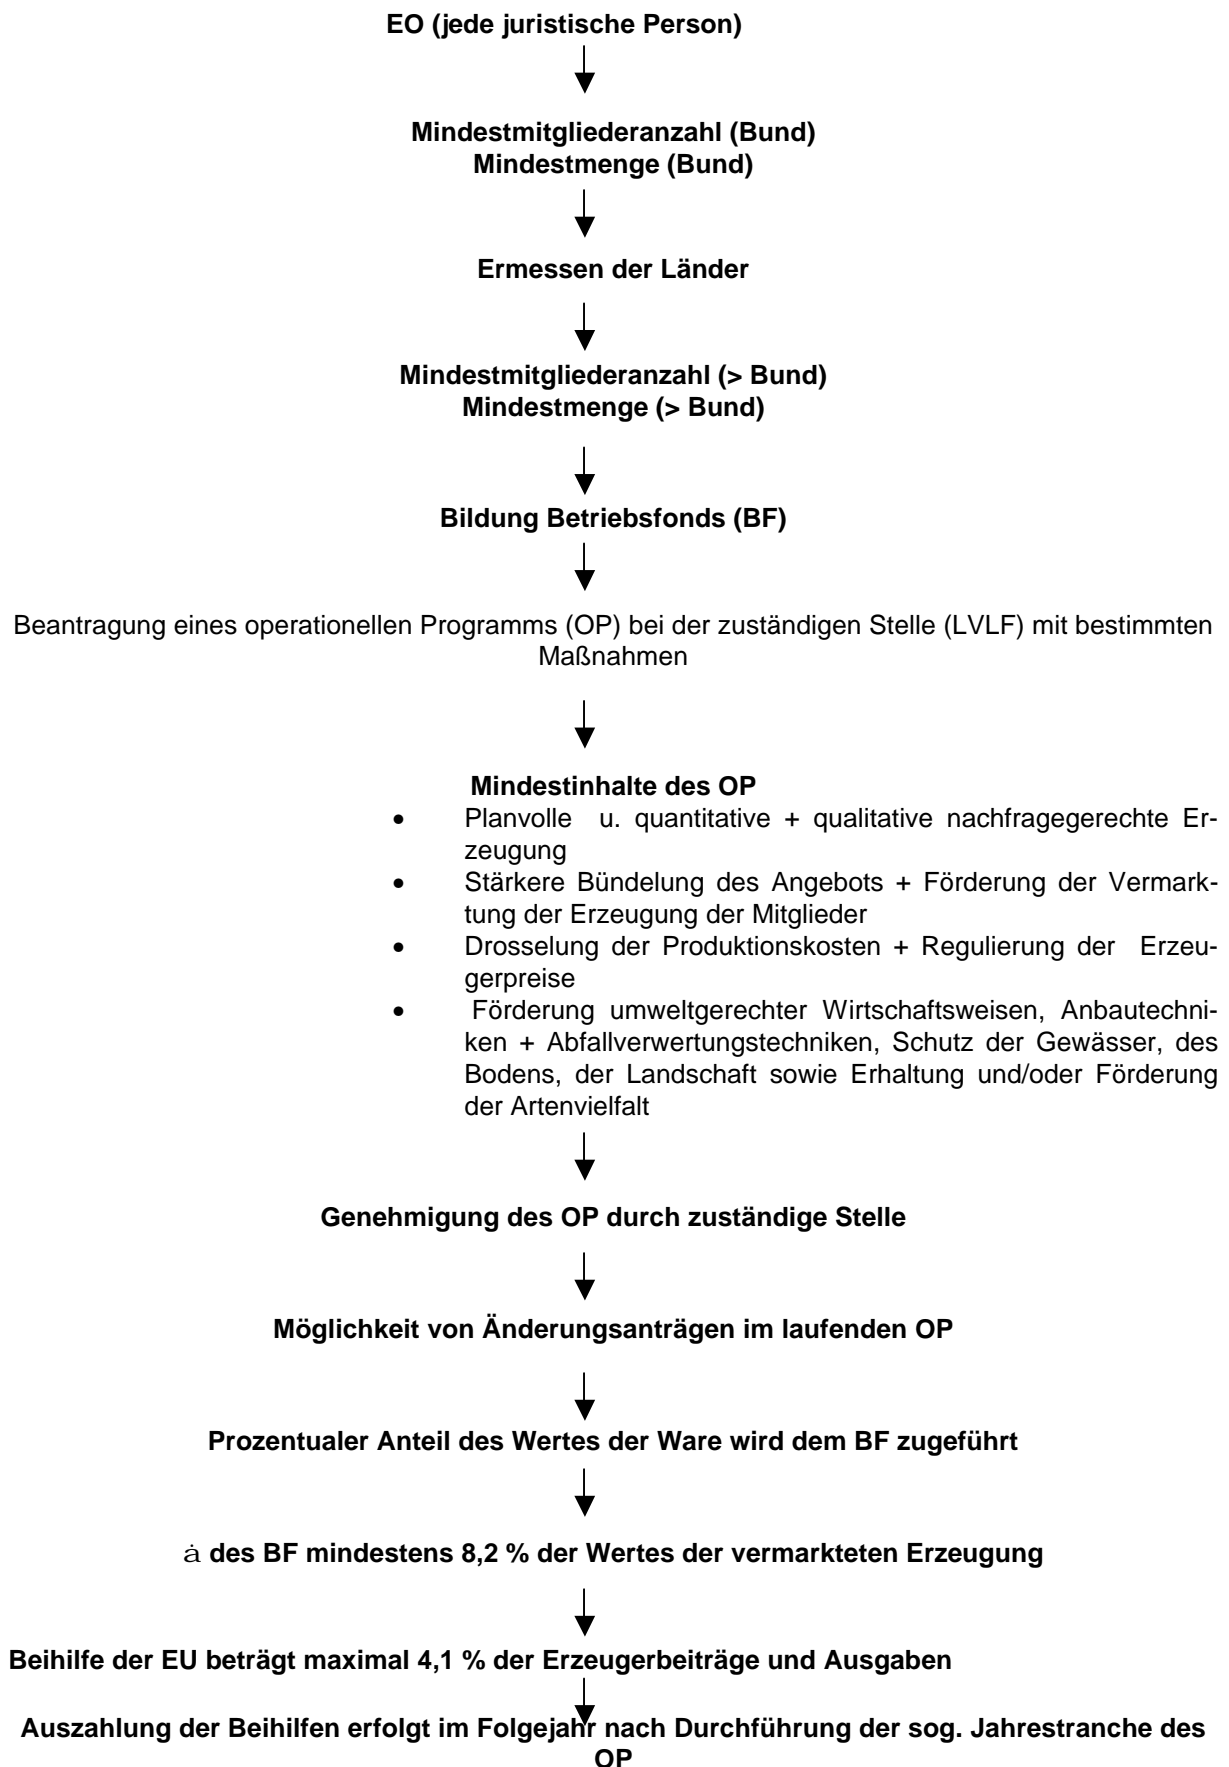 EO (jede juristische Person)
Mindestmitgliederanzahl (Bund)
Mindestmenge (Bund)
Ermessen der Länder
Mindestmitgliederanzahl (> Bund)
Mindestmenge (> Bund)
Bildung Betriebsfonds (BF)
Beantragung eines operationellen Programms (OP) bei der zuständigen Stelle (LVLF) mit bestimmten
Maßnahmen
Mindestinhalte des OP
• Planvolle u. quantitative + qualitative nachfragegerechte Er-
zeugung
• Stärkere Bündelung des Angebots + Förderung der Vermark-
tung der Erzeugung der Mitglieder
• Drosselung der Produktionskosten + Regulierung der Erzeu-
gerpreise
• Förderung umweltgerechter Wirtschaftsweisen, Anbautechni-
ken + Abfallverwertungstechniken, Schutz der Gewässer, des
Bodens, der Landschaft sowie Erhaltung und/oder Förderung
der Artenvielfalt
Genehmigung des OP durch zuständige Stelle
Möglichkeit von Änderungsanträgen im laufenden OP
Prozentualer Anteil des Wertes der Ware wird dem BF zugeführt
ȧ des BF mindestens 8,2 % der Wertes der vermarkteten Erzeugung
Beihilfe der EU beträgt maximal 4,1 % der Erzeugerbeiträge und Ausgaben
Auszahlung der Beihilfen erfolgt im Folgejahr nach Durchführung der sog. Jahrestranche des
OP